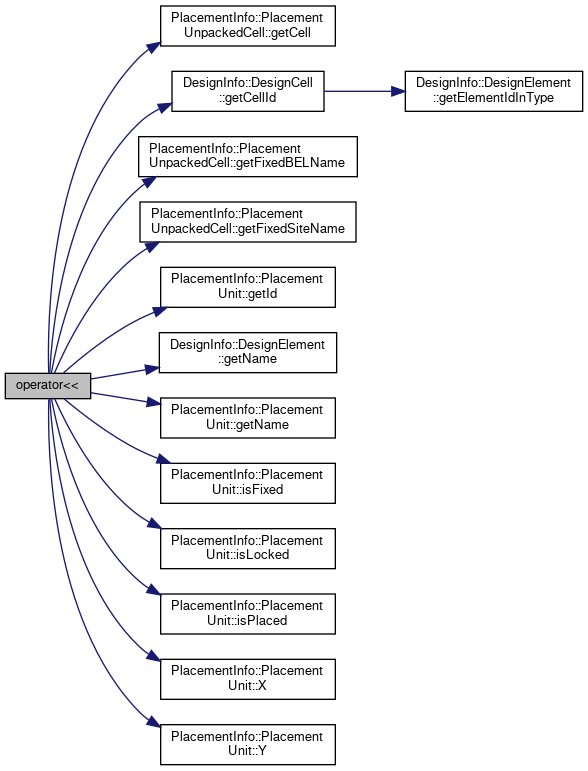 PlacementInfo::Placement
UnpackedCell::getCell
DesignInfo::DesignCell
::getCellId
DesignInfo::DesignElement
::getElementIdInType
PlacementInfo::Placement
UnpackedCell::getFixedBELName
PlacementInfo::Placement
UnpackedCell::getFixedSiteName
PlacementInfo::Placement
Unit::getId
DesignInfo::DesignElement
::getName
operator<<
PlacementInfo::Placement
Unit::getName
PlacementInfo::Placement
Unit::isFixed
PlacementInfo::Placement
Unit::isLocked
PlacementInfo::Placement
Unit::isPlaced
PlacementInfo::Placement
Unit::X
PlacementInfo::Placement
Unit::Y